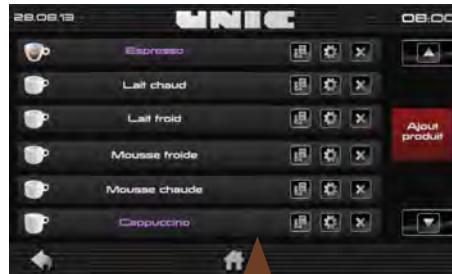 28.08.13 UNIC 08:00
Espresso
Lait chaud
Lait froid
Mousse froide
Mousse chaude
Cappuccino
Ajout
produit